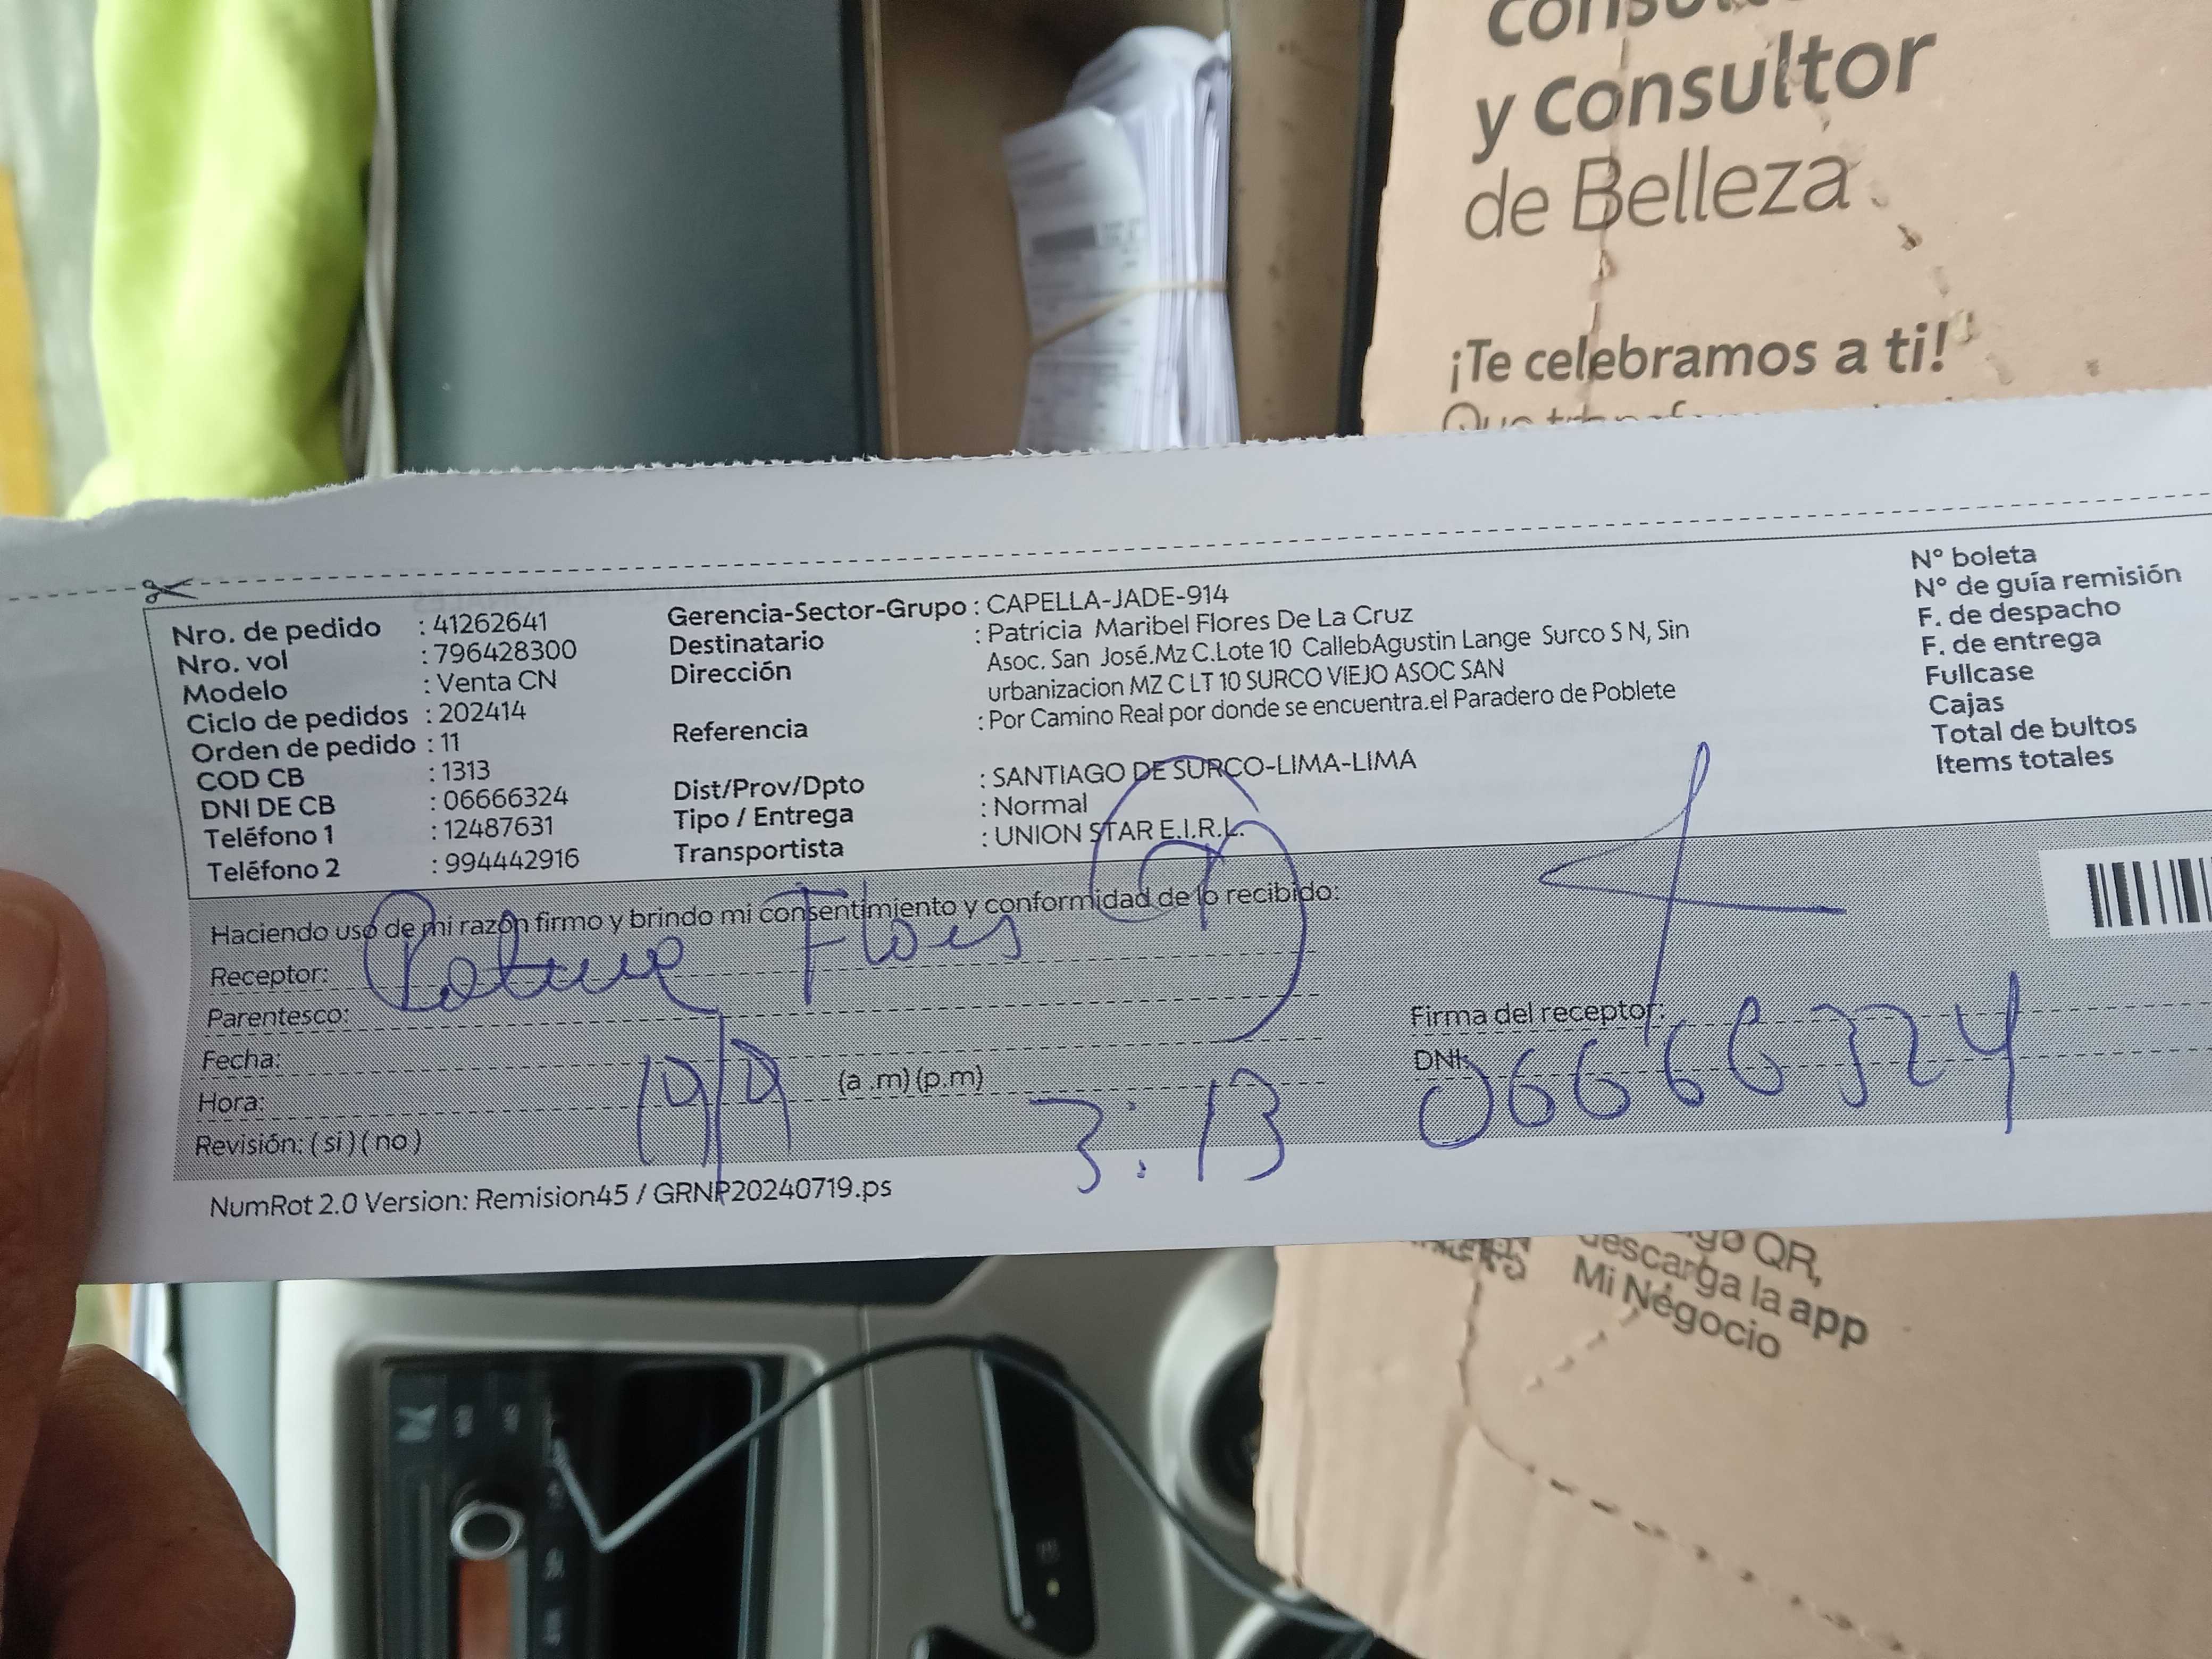 y Consultor
de Belleza
¡Te celebramos a ti!
Nro. de pedido : 41262641
Nro. vol : 796428300
Modelo : Venta CN
Ciclo de pedidos : 202414
Orden de pedido : 11
COD CB : 1313
DNI DE CB : 06666324
Teléfono 1 : 12487631
Teléfono 2 : 994442916
Gerencia-Sector-Grupo : CAPELLA-JADE-914
Destinatario : Patricia Maribel Flores De La Cruz
Dirección Asoc. San José.Mz C.Lote 10 CallebAgustin Lange Surco S N, Sin
urbanizacion MZ C LT 10 SURCO VIEJO ASOC SAN
Referencia : Por Camino Real por donde se encuentra.el Paradero de Poblete
Dist/Prov/Dpto : SANTIAGO DE SURCO-LIMA-LIMA
Tipo / Entrega : Normal
Transportista : UNION STAR E.I.R.L.
N° boleta
N° de guía remisión
F. de despacho
F. de entrega
Fullcase
Cajas
Total de bultos
Items totales
Haciendo uso de mi razón firmo y brindo mi consentimiento y conformidad de lo recibido:
Receptor: Flores
Parentesco:
Fecha: 19/9
Hora: (a .m) (p.m) 3:13
Revisión: ( si ) ( no )
Firma del receptor:
DNI: 06666324
NumRot 2.0 Version: Remision45 / GRNP20240719.ps
QR,
descarga la app
Mi Negocio